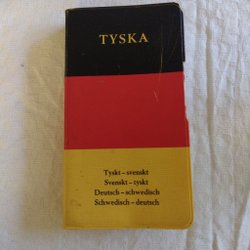 TYSKA
Tyskt – svenskt
Svenskt – tyskt
Deutsch – schwedisch
Schwedisch – deutsch